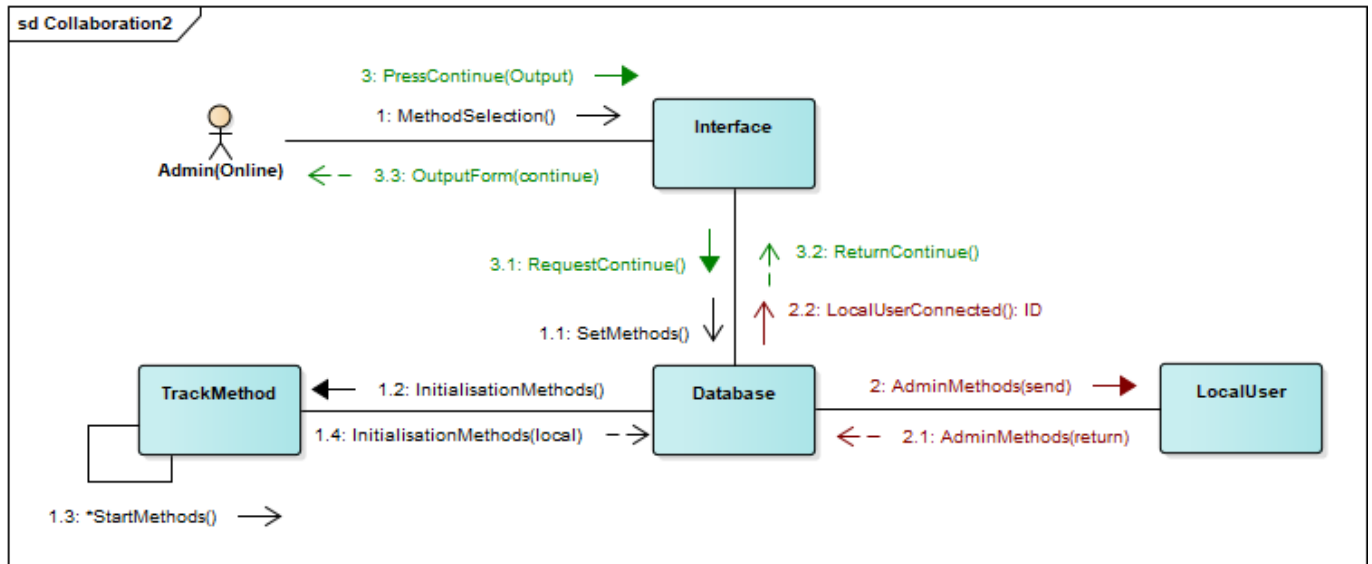 sd Collaboration2
3: PressContinue(Output)
1: MethodSelection()
Interface
Admin(Online)
3.3: OutputForm(continue)
3.2: ReturnContinue()
3.1: RequestContinue()
2.2: LocalUserConnected(): ID
1.1: SetMethods()
TrackMethod
1.2: InitialisationMethods()
Database
2: AdminMethods(send)
LocalUser
1.4: InitialisationMethods(local)
2.1: AdminMethods(return)
1.3: *StartMethods()